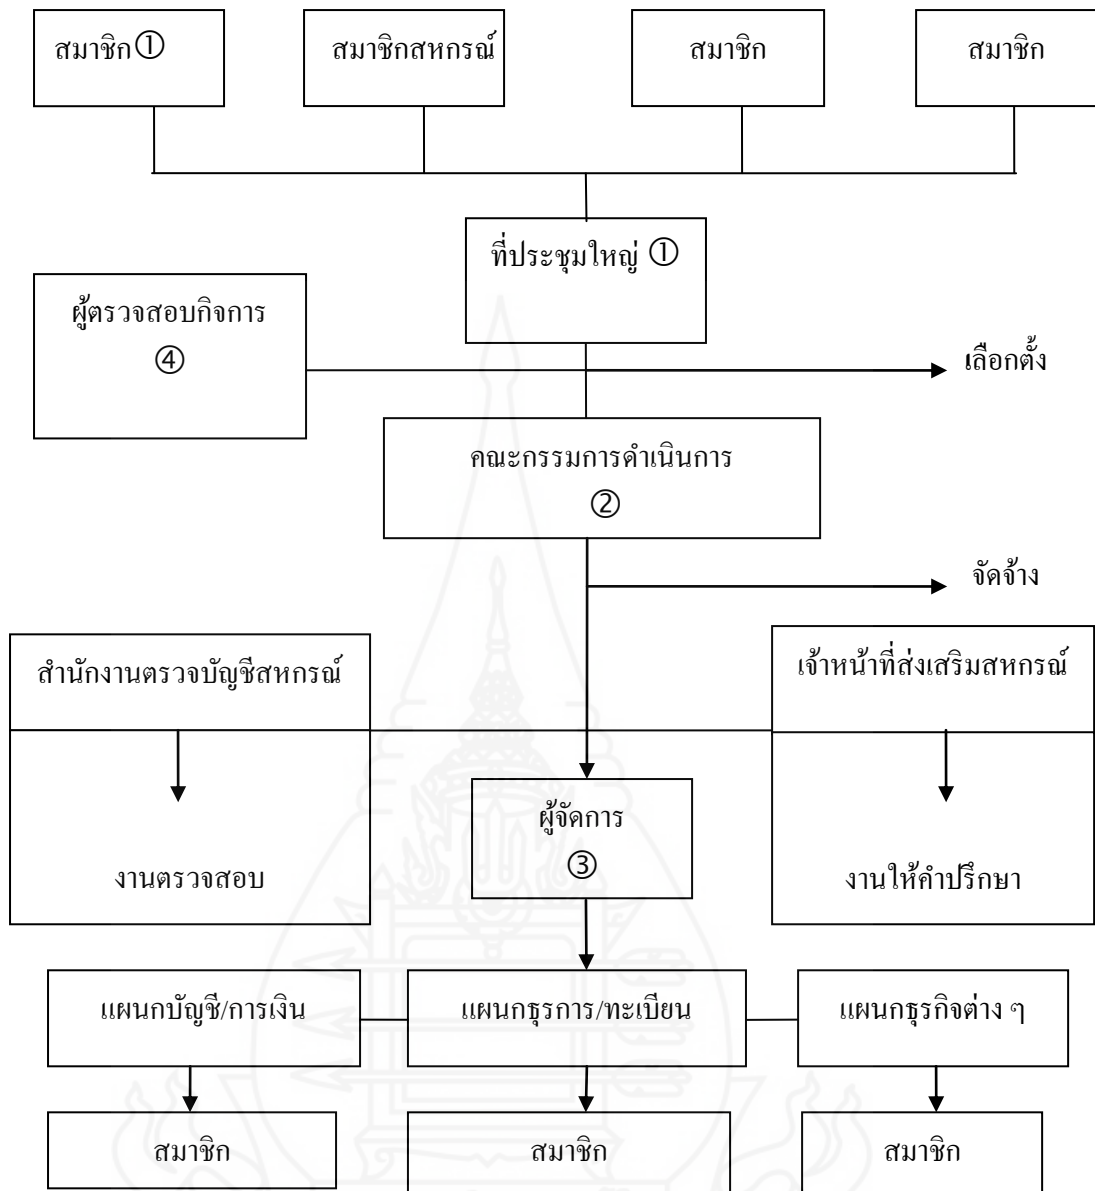 สมาชิก ①
สมาชิกสหกรณ์
สมาชิก
สมาชิก
ที่ประชุมใหญ่ ①
ผู้ตรวจสอบกิจการ
④
เลือกตั้ง
คณะกรรมการดำเนินการ
②
จัดจ้าง
สำนักงานตรวจบัญชีสหกรณ์
เจ้าหน้าที่ส่งเสริมสหกรณ์
ผู้จัดการ
③
งานตรวจสอบ
งานให้คำปรึกษา
แผนกบัญชี/การเงิน
แผนกธุรการ/ทะเบียน
แผนกธุรกิจต่าง ๆ
สมาชิก
สมาชิก
สมาชิก